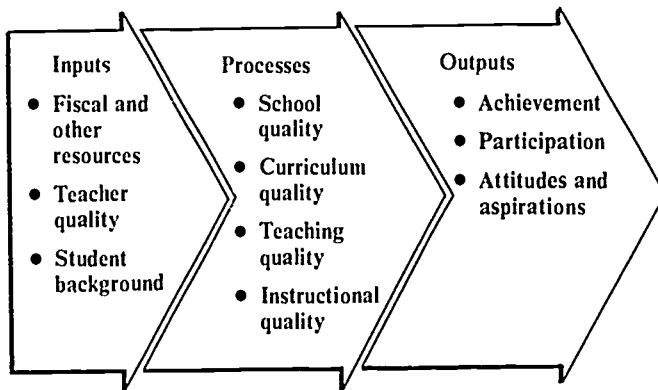 Inputs
● Fiscal and
other
resources
● Teacher
quality
● Student
background
Processes
● School
quality
● Curriculum
quality
● Teaching
quality
● Instructional
quality
Outputs
● Achievement
● Participation
● Attitudes and
aspirations